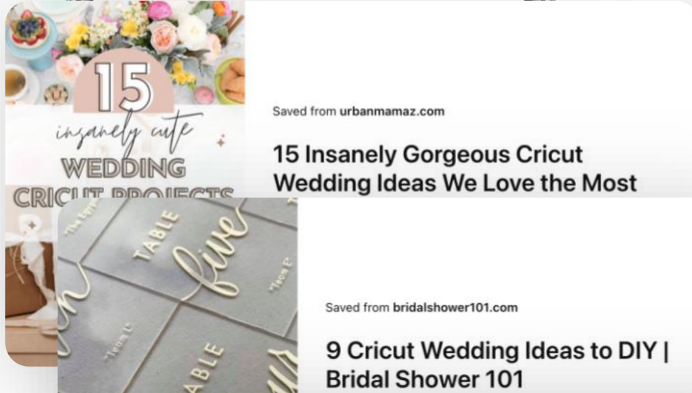 15
insanely cute
WEDDING
CRICUT PROJECTS
Saved from urbanmamaz.com
15 Insanely Gorgeous Cricut
Wedding Ideas We Love the Most
TABLE
five
"Team L"
TABLE
Saved from bridalshower101.com
9 Cricut Wedding Ideas to DIY |
Bridal Shower 101